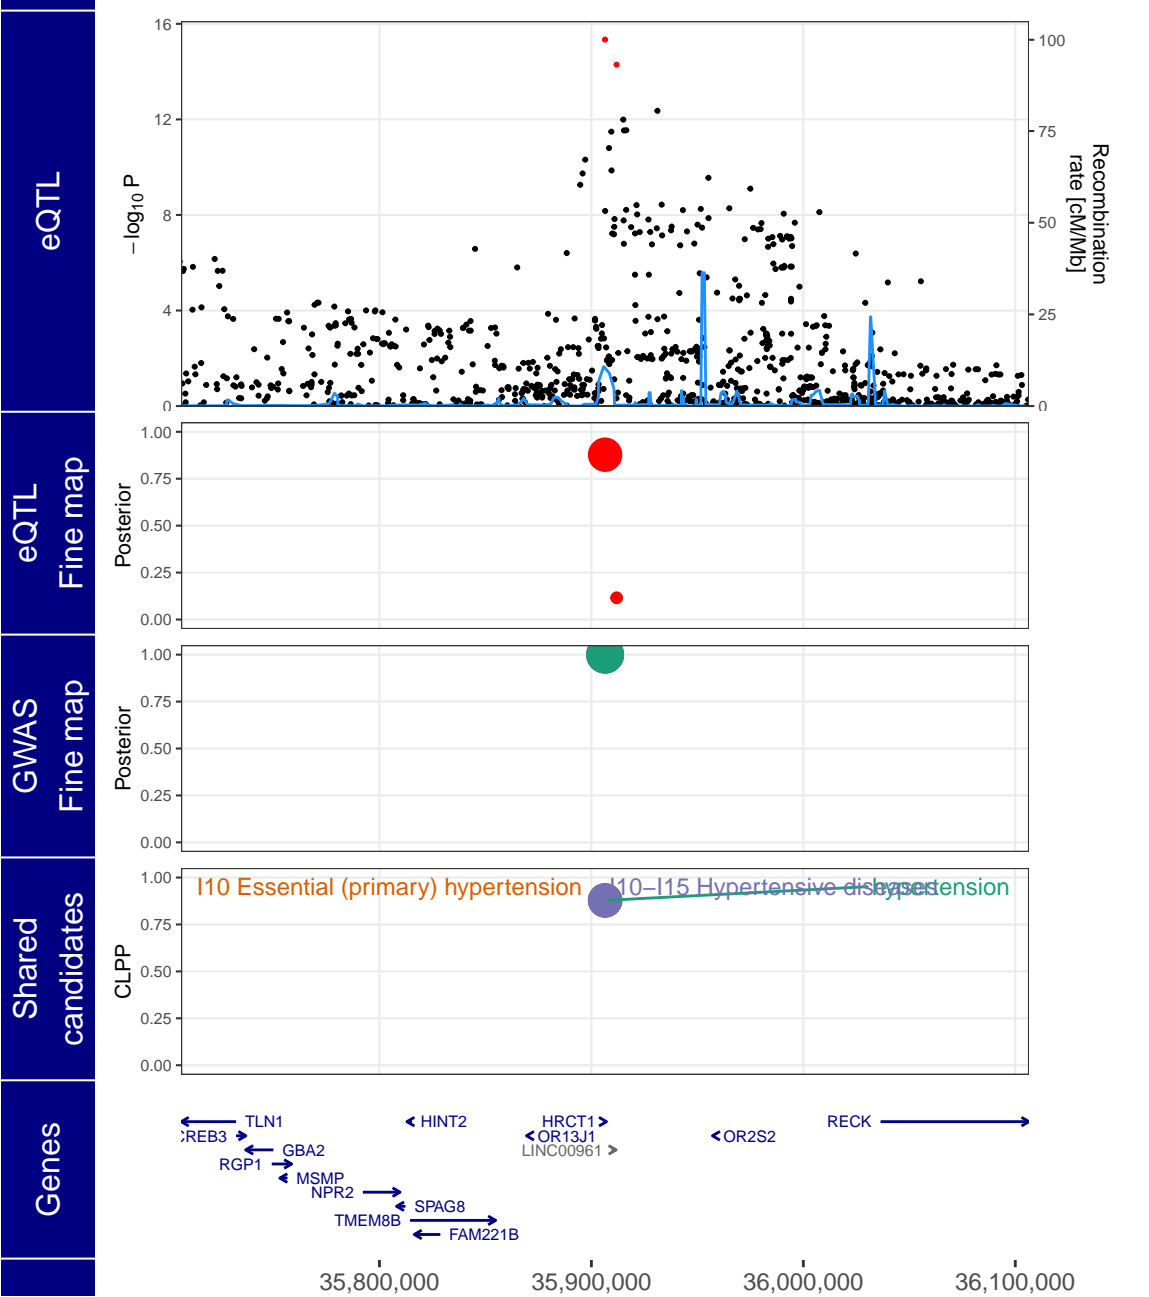 eQTL
16
12
8
4
0
−log10 P
100
75
50
25
0
Recombination
rate [cM/Mb]
eQTL
Fine map
Posterior
1.00
0.75
0.50
0.25
0.00
GWAS
Fine map
Posterior
1.00
0.75
0.50
0.25
0.00
Shared
candidates
CLPP
1.00
0.75
0.50
0.25
0.00
I10 Essential (primary) hypertension
I10−I15 Hypertensive diseases
hypertension
Genes
TLN1
HINT2
HRCT1
RECK
CREB3
OR13J1
OR2S2
GBA2
LINC00961
RGP1
MSMP
NPR2
SPAG8
TMEM8B
FAM221B
35,800,000
35,900,000
36,000,000
36,100,000